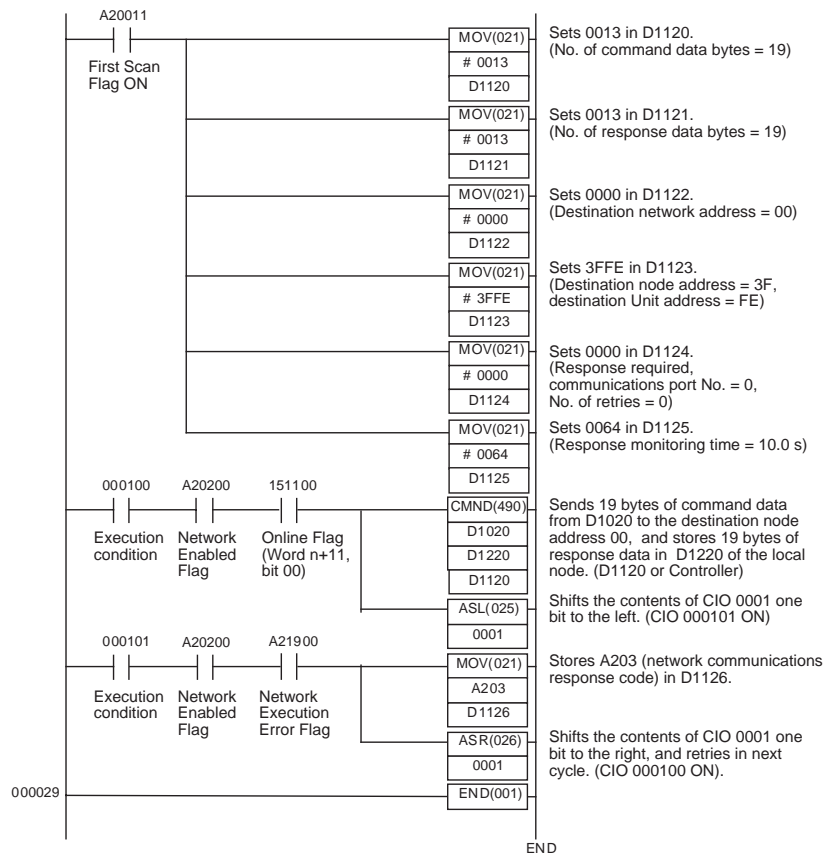 A20011
First Scan
Flag ON
MOV(021)
# 0013
D1120
Sets 0013 in D1120.
(No. of command data bytes = 19)
MOV(021)
# 0013
D1121
Sets 0013 in D1121.
(No. of response data bytes = 19)
MOV(021)
# 0000
D1122
Sets 0000 in D1122.
(Destination network address = 00)
MOV(021)
# 3FFE
D1123
Sets 3FFE in D1123.
(Destination node address = 3F,
destination Unit address = FE)
MOV(021)
# 0000
D1124
Sets 0000 in D1124.
(Response required,
communications port No. = 0,
No. of retries = 0)
MOV(021)
# 0064
D1125
Sets 0064 in D1125.
(Response monitoring time = 10.0 s)
000100
Execution
condition
A20200
Network
Enabled
Flag
151100
Online Flag
(Word n+11,
bit 00)
CMND(490)
D1020
D1220
D1120
Sends 19 bytes of command data
from D1020 to the destination node
address 00, and stores 19 bytes of
response data in D1220 of the local
node. (D1120 or Controller)
ASL(025)
0001
Shifts the contents of CIO 0001 one
bit to the left. (CIO 000101 ON)
000101
Execution
condition
A20200
Network
Enabled
Flag
A21900
Network
Execution
Error Flag
MOV(021)
A203
D1126
Stores A203 (network communications
response code) in D1126.
ASR(026)
0001
Shifts the contents of CIO 0001 one
bit to the right, and retries in next
cycle. (CIO 000100 ON).
000029
END(001)
END